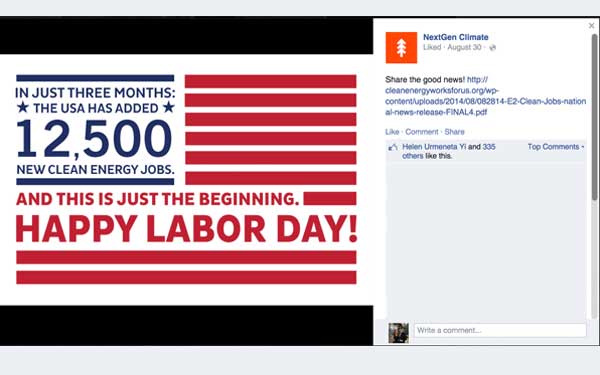 IN JUST THREE MONTHS:
★ THE USA HAS ADDED ★
12,500
NEW CLEAN ENERGY JOBS.
AND THIS IS JUST THE BEGINNING.
HAPPY LABOR DAY!
NextGen Climate
Liked · August 30 ·
Share the good news! http://
cleanenergyworksforus.org/wp-
content/uploads/2014/08/082814-E2-Clean-Jobs-nation
al-news-release-FINAL4.pdf
Like · Comment · Share
Helen Urmeneta Yi and 335
others like this.
Top Comments
Write a comment...